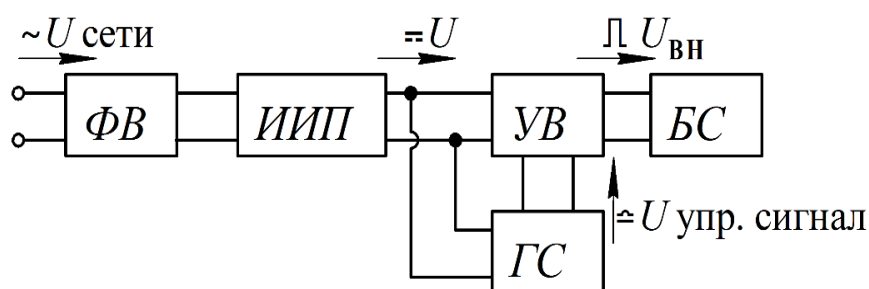 ~U сети
=U
U вн
ФВ
ИИП
УВ
БС
≏U упр. сигнал
ГС